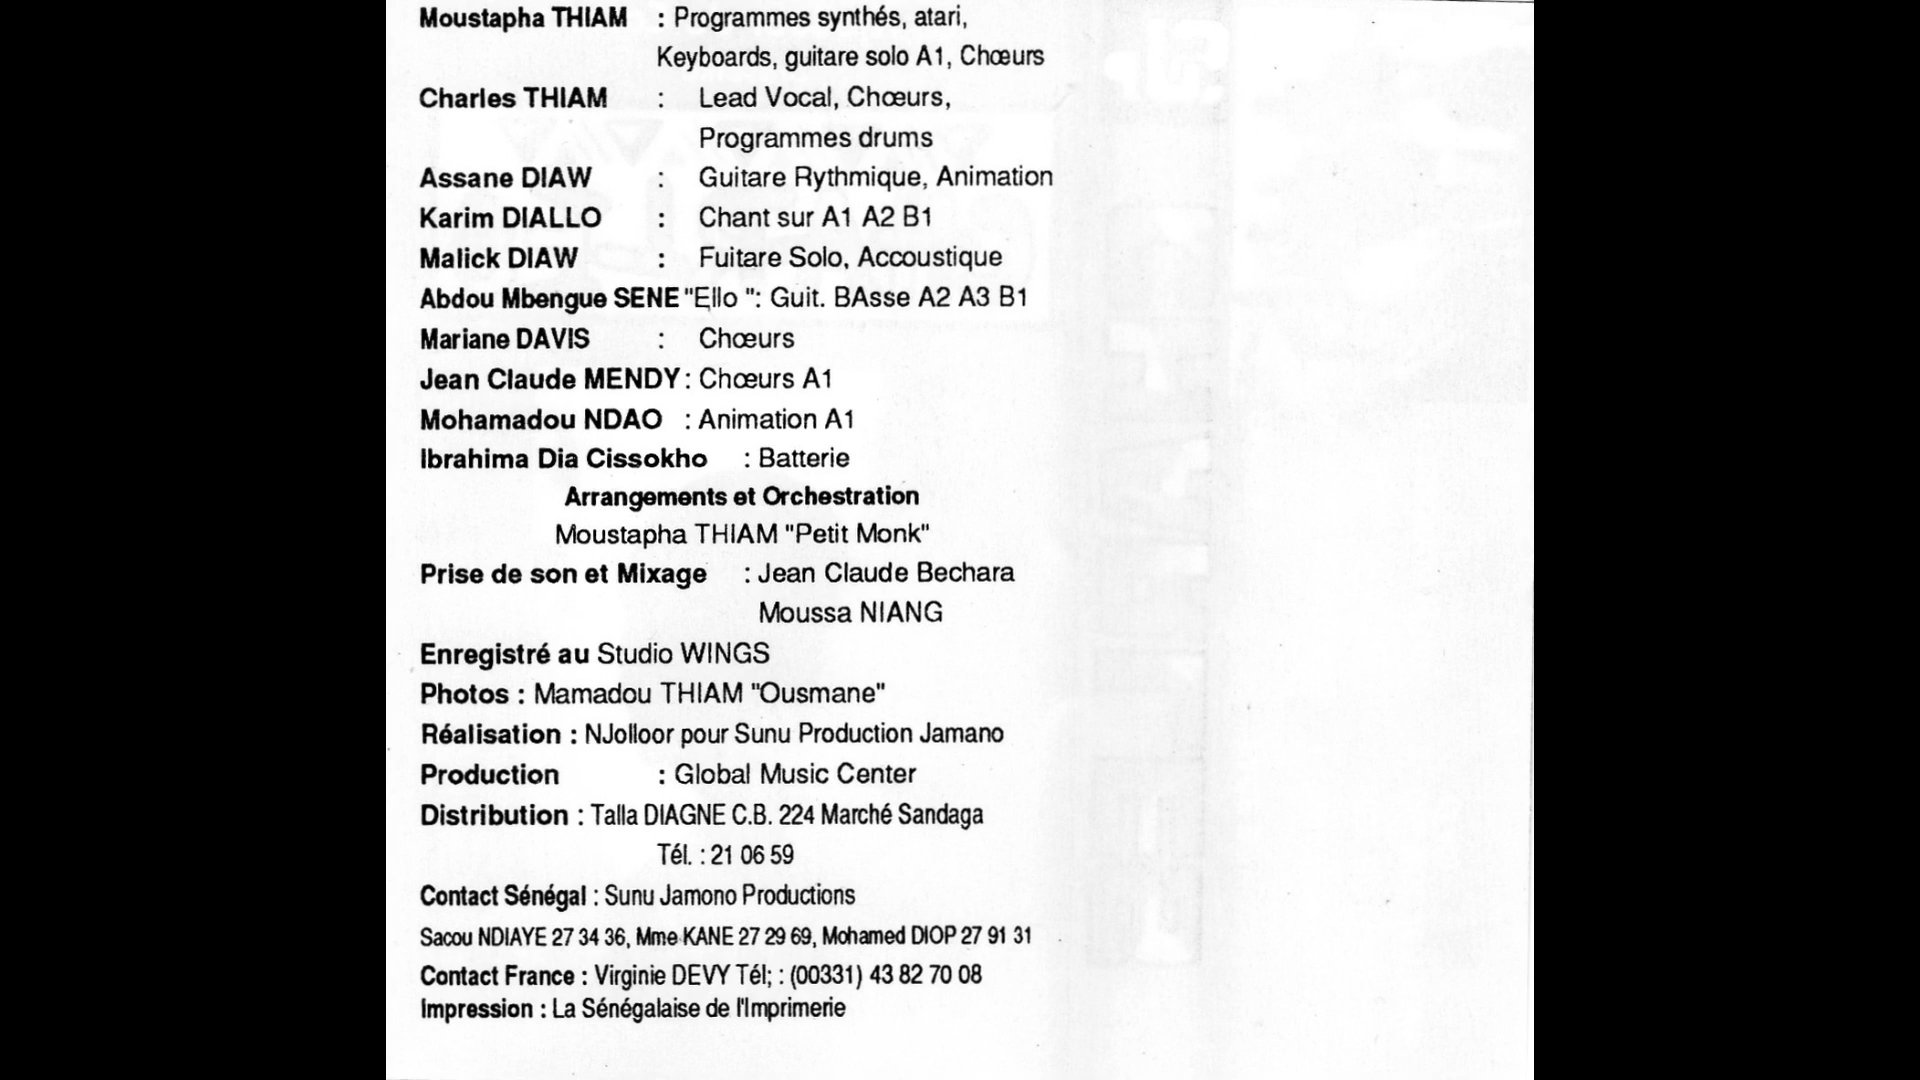 Moustapha THIAM : Programmes synthés, atari,
Keyboards, guitare solo A1, Chœurs
Charles THIAM : Lead Vocal, Chœurs,
Programmes drums
Assane DIAW : Guitare Rythmique, Animation
Karim DIALLO : Chant sur A1 A2 B1
Malick DIAW : Fuitare Solo, Accoustique
Abdou Mbengue SENE "Ello ": Guit. BAsse A2 A3 B1
Mariane DAVIS : Chœurs
Jean Claude MENDY : Chœurs A1
Mohamadou NDAO : Animation A1
Ibrahima Dia Cissokho : Batterie
Arrangements et Orchestration
Moustapha THIAM "Petit Monk"
Prise de son et Mixage : Jean Claude Bechara
Moussa NIANG
Enregistré au Studio WINGS
Photos : Mamadou THIAM "Ousmane"
Réalisation : NJolloor pour Sunu Production Jamano
Production : Global Music Center
Distribution : Talla DIAGNE C.B. 224 Marché Sandaga
Tél. : 21 06 59
Contact Sénégal : Sunu Jamono Productions
Sacou NDIAYE 27 34 36, Mme KANE 27 29 69, Mohamed DIOP 27 91 31
Contact France : Virginie DEVY Tél; : (00331) 43 82 70 08
Impression : La Sénégalaise de l'Imprimerie